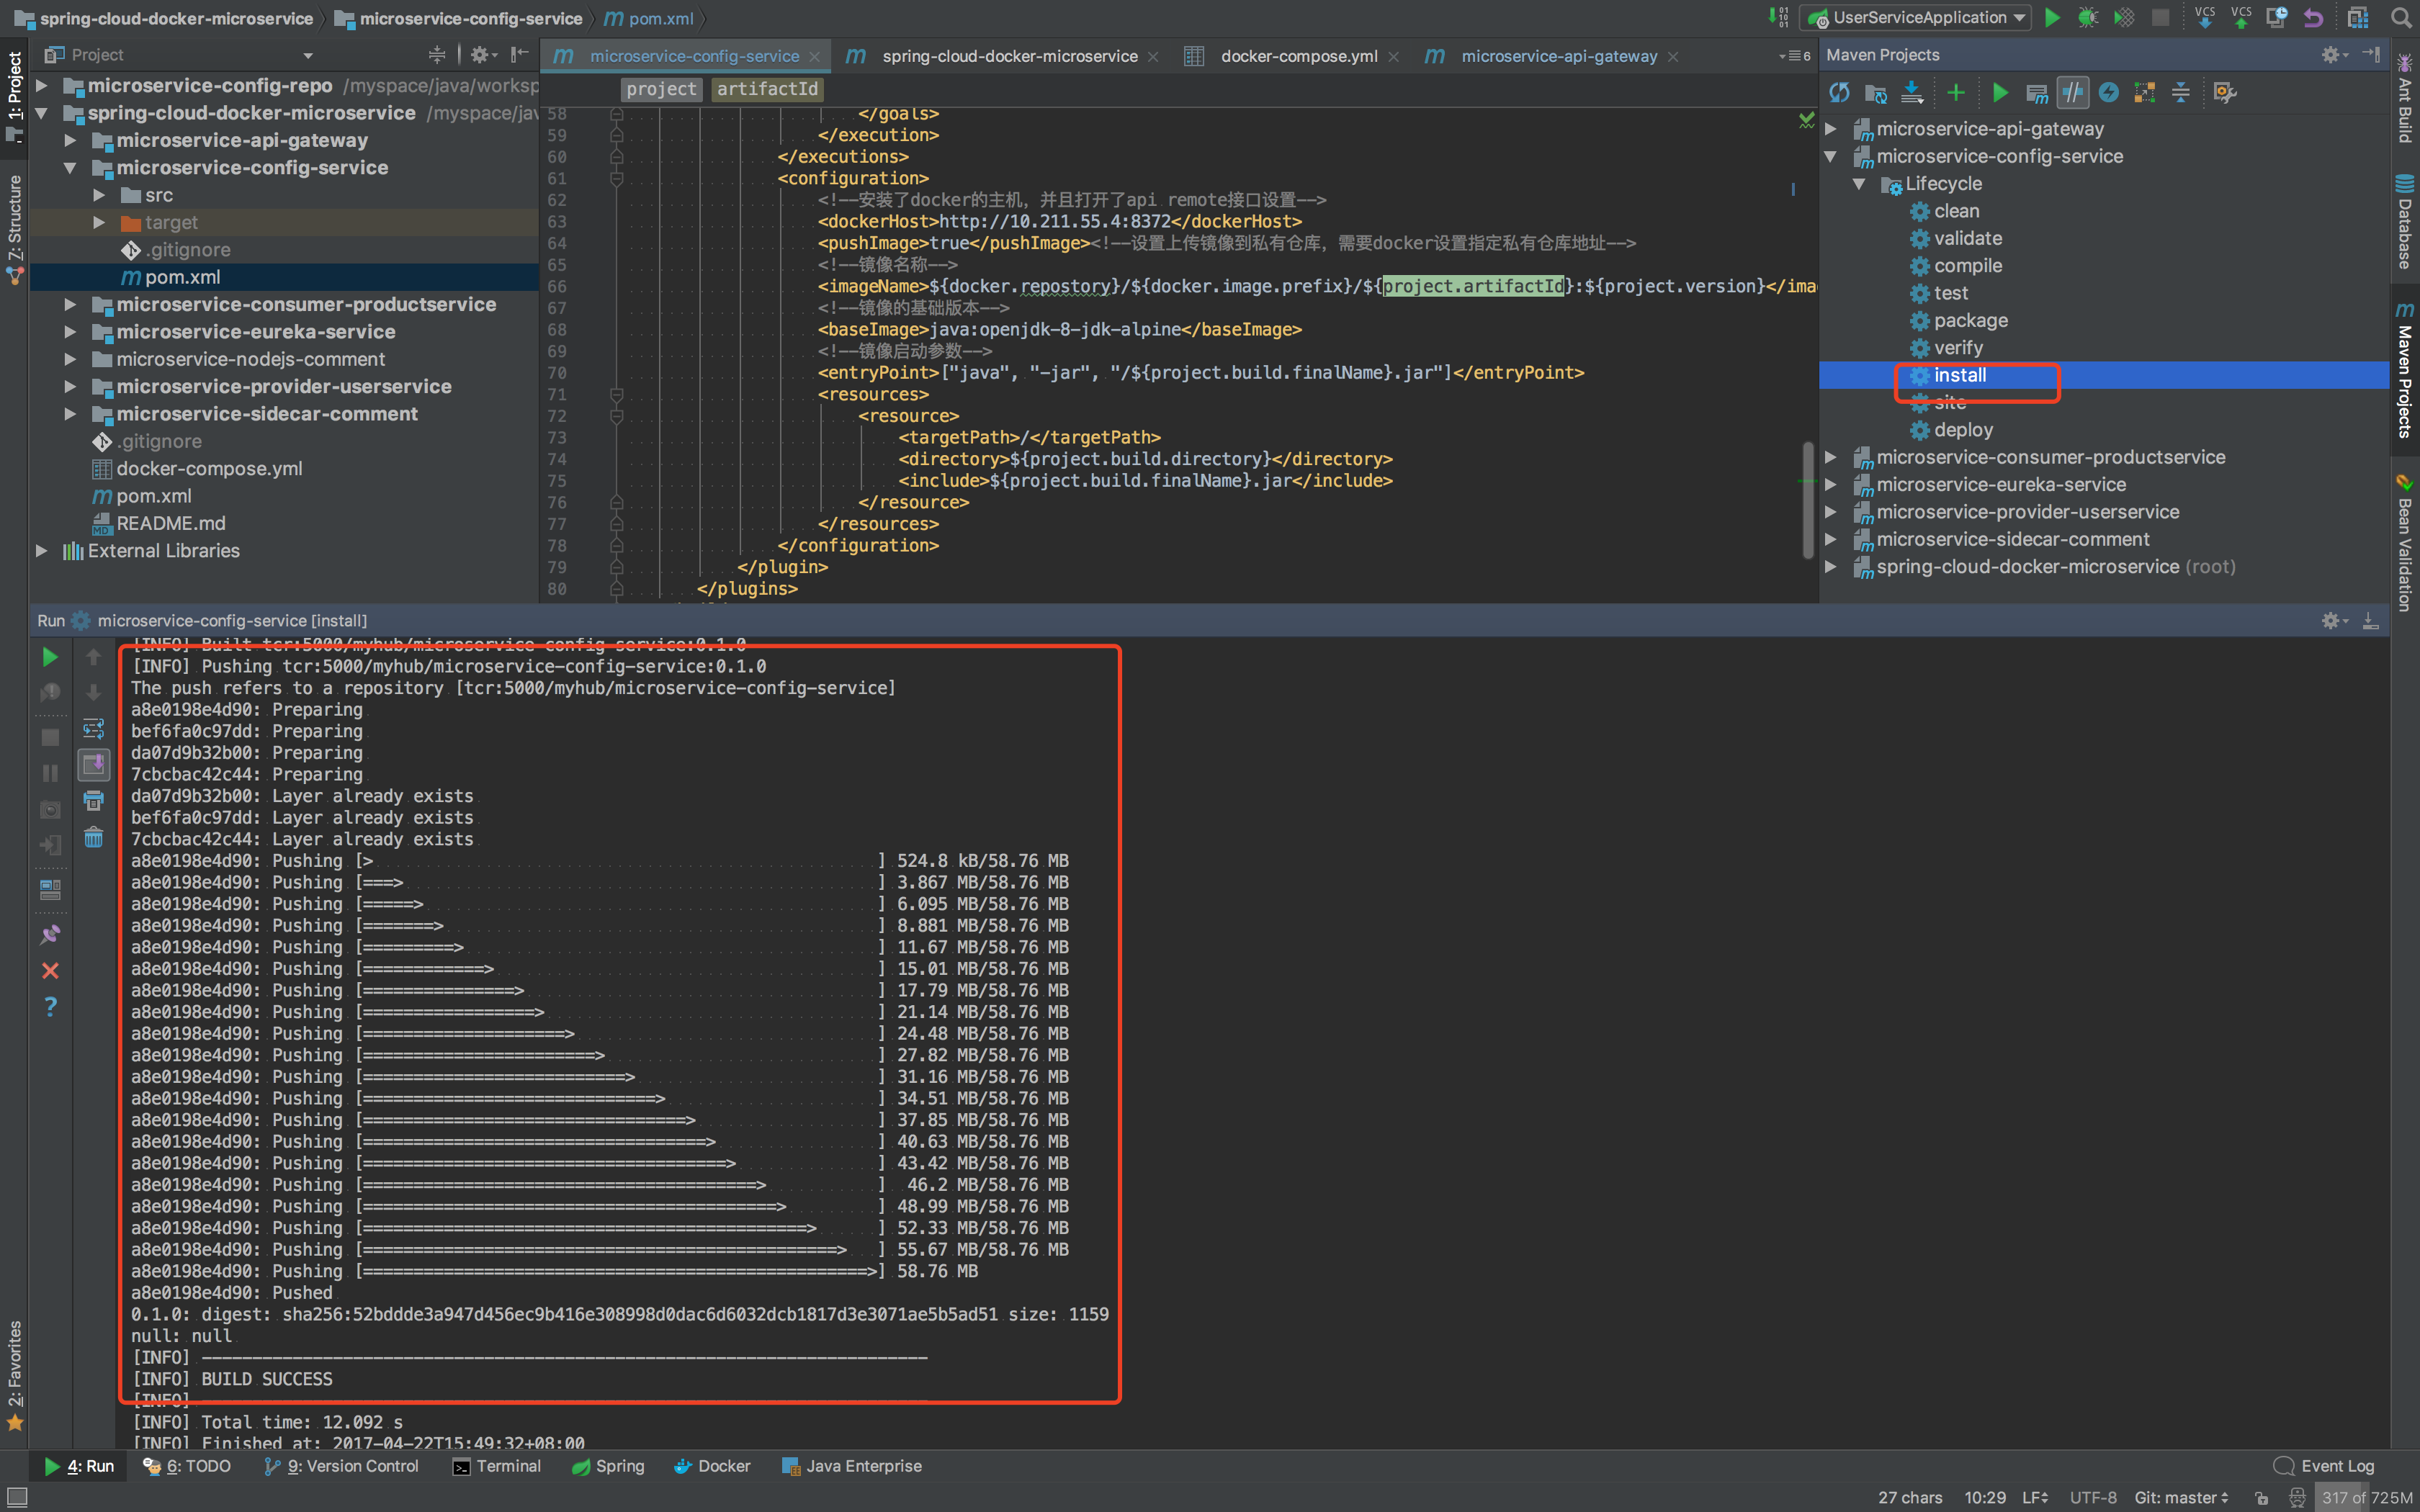 spring-cloud-docker-microservice
microservice-config-service
pom.xml
UserServiceApplication
VCS
VCS
1: Project
7: Structure
2: Favorites
Project
microservice-config-repo /myspace/java/worksp
spring-cloud-docker-microservice /myspace/jav
microservice-api-gateway
microservice-config-service
src
target
.gitignore
pom.xml
microservice-consumer-productservice
microservice-eureka-service
microservice-nodejs-comment
microservice-provider-userservice
microservice-sidecar-comment
.gitignore
docker-compose.yml
pom.xml
README.md
External Libraries
microservice-config-service
spring-cloud-docker-microservice
docker-compose.yml
microservice-api-gateway
6
project artifactId
58 </goals>
59 </execution>
60 </executions>
61 <configuration>
62 <!--安装了docker的主机，并且打开了api remote接口设置-->
63 <dockerHost>http://10.211.55.4:8372</dockerHost>
64 <pushImage>true</pushImage><!--设置上传镜像到私有仓库，需要docker设置指定私有仓库地址-->
65 <!--镜像名称-->
66 <imageName>${docker.repostory}/${docker.image.prefix}/${project.artifactId}:${project.version}</ima
67 <!--镜像的基础版本-->
68 <baseImage>java:openjdk-8-jdk-alpine</baseImage>
69 <!--镜像启动参数-->
70 <entryPoint>["java", "-jar", "/${project.build.finalName}.jar"]</entryPoint>
71 <resources>
72 <resource>
73 <targetPath>/</targetPath>
74 <directory>${project.build.directory}</directory>
75 <include>${project.build.finalName}.jar</include>
76 </resource>
77 </resources>
78 </configuration>
79 </plugin>
80 </plugins>
Maven Projects
microservice-api-gateway
microservice-config-service
Lifecycle
clean
validate
compile
test
package
verify
install
site
deploy
microservice-consumer-productservice
microservice-eureka-service
microservice-provider-userservice
microservice-sidecar-comment
spring-cloud-docker-microservice (root)
Ant Build
Database
Maven Projects
Bean Validation
Run microservice-config-service [install]
[INFO] Built tcr:5000/myhub/microservice-config-service:0.1.0
[INFO] Pushing tcr:5000/myhub/microservice-config-service:0.1.0
The push refers to a repository [tcr:5000/myhub/microservice-config-service]
a8e0198e4d90: Preparing
bef6fa0c97dd: Preparing
da07d9b32b00: Preparing
7cbcbac42c44: Preparing
da07d9b32b00: Layer already exists
bef6fa0c97dd: Layer already exists
7cbcbac42c44: Layer already exists
a8e0198e4d90: Pushing [> ] 524.8 kB/58.76 MB
a8e0198e4d90: Pushing [===> ] 3.867 MB/58.76 MB
a8e0198e4d90: Pushing [=====> ] 6.095 MB/58.76 MB
a8e0198e4d90: Pushing [=======> ] 8.881 MB/58.76 MB
a8e0198e4d90: Pushing [=========> ] 11.67 MB/58.76 MB
a8e0198e4d90: Pushing [============> ] 15.01 MB/58.76 MB
a8e0198e4d90: Pushing [===============> ] 17.79 MB/58.76 MB
a8e0198e4d90: Pushing [=================> ] 21.14 MB/58.76 MB
a8e0198e4d90: Pushing [====================> ] 24.48 MB/58.76 MB
a8e0198e4d90: Pushing [=======================> ] 27.82 MB/58.76 MB
a8e0198e4d90: Pushing [==========================> ] 31.16 MB/58.76 MB
a8e0198e4d90: Pushing [=============================> ] 34.51 MB/58.76 MB
a8e0198e4d90: Pushing [================================> ] 37.85 MB/58.76 MB
a8e0198e4d90: Pushing [==================================> ] 40.63 MB/58.76 MB
a8e0198e4d90: Pushing [====================================> ] 43.42 MB/58.76 MB
a8e0198e4d90: Pushing [=======================================> ] 46.2 MB/58.76 MB
a8e0198e4d90: Pushing [=========================================> ] 48.99 MB/58.76 MB
a8e0198e4d90: Pushing [============================================> ] 52.33 MB/58.76 MB
a8e0198e4d90: Pushing [===============================================> ] 55.67 MB/58.76 MB
a8e0198e4d90: Pushing [==================================================>] 58.76 MB
a8e0198e4d90: Pushed
0.1.0: digest: sha256:52bddde3a947d456ec9b416e308998d0dac6d6032dcb1817d3e3071ae5b5ad51 size: 1159
null: null
[INFO] ------------------------------------------------------------------------
[INFO] BUILD SUCCESS
[INFO] ------------------------------------------------------------------------
[INFO] Total time: 12.092 s
[INFO] Finished at: 2017-04-22T15:49:32+08:00
4: Run
6: TODO
9: Version Control
Terminal
Spring
Docker
Java Enterprise
Event Log
27 chars 10:29 LF UTF-8 Git: master 317 of 725M